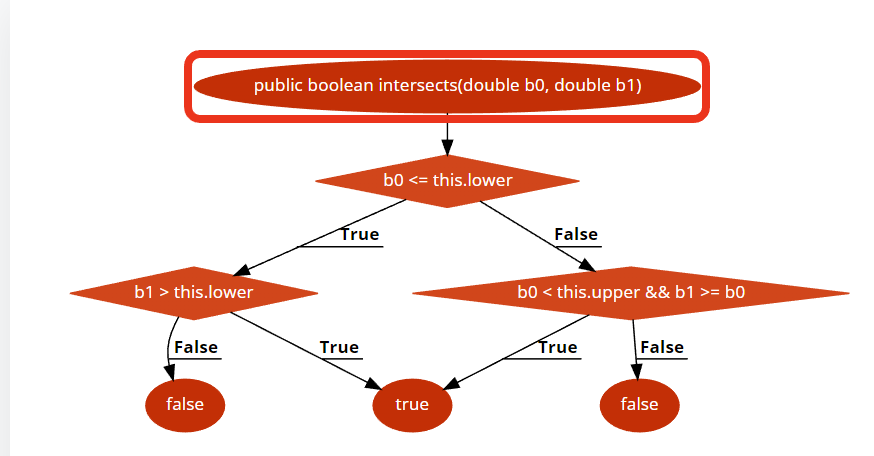 public boolean intersects(double b0, double b1)
b0 <= this.lower
True
False
b1 > this.lower
b0 < this.upper && b1 >= b0
False
True
True
False
false
true
false